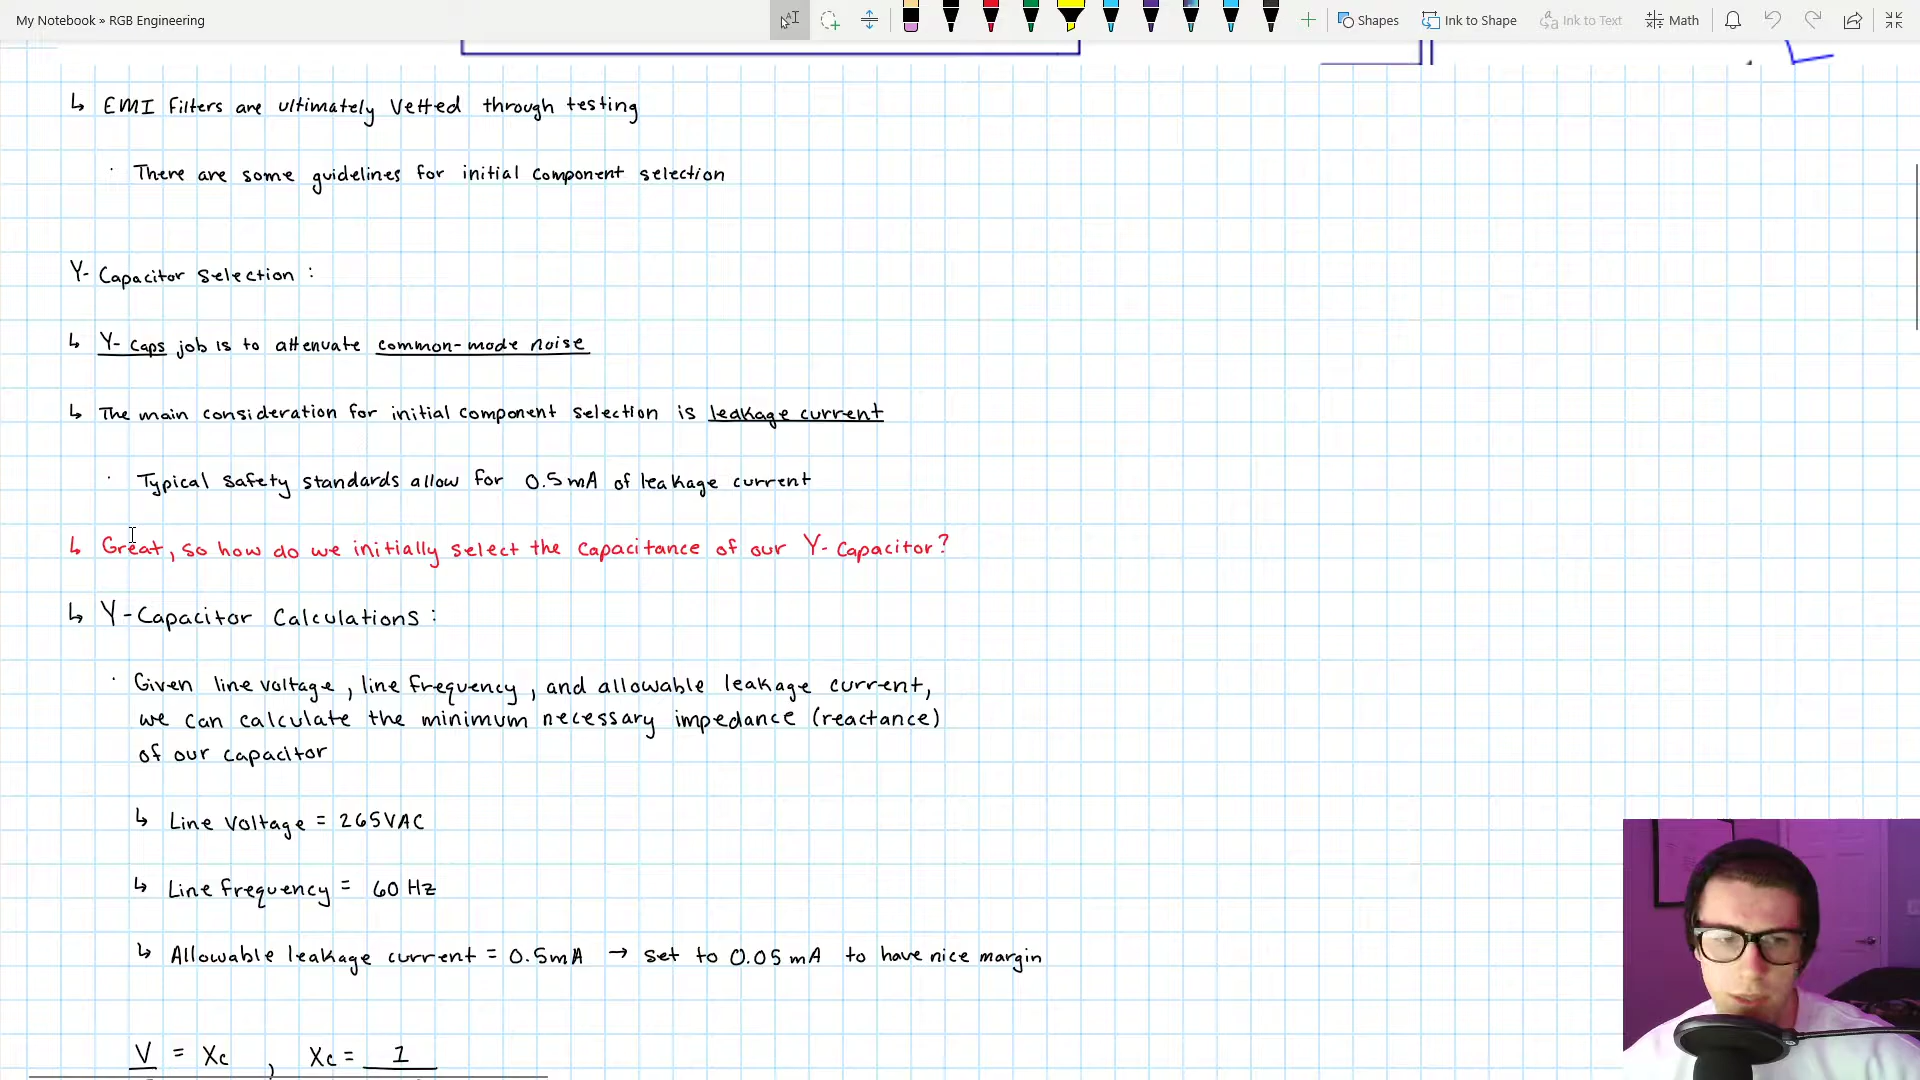 My Notebook » RGB Engineering
Shapes
Ink to Shape
Ink to Text
Math
↳ EMI Filters are ultimately Vetted through testing
· There are some guidelines for initial component selection
Y- Capacitor Selection :
↳ Y- Caps job is to attenuate common-mode noise
↳ The main consideration for initial component selection is leakage current
· Typical safety standards allow for 0.5mA of leakage current
↳ Great, so how do we initially select the capacitance of our Y- Capacitor?
↳ Y-Capacitor Calculations :
· Given line voltage, line frequency, and allowable leakage current,
we can calculate the minimum necessary impedance (reactance)
of our capacitor
↳ Line Voltage = 265VAC
↳ Line frequency = 60 Hz
↳ Allowable leakage current = 0.5mA → set to 0.05 mA to have nice margin
V = Xc , Xc = 1